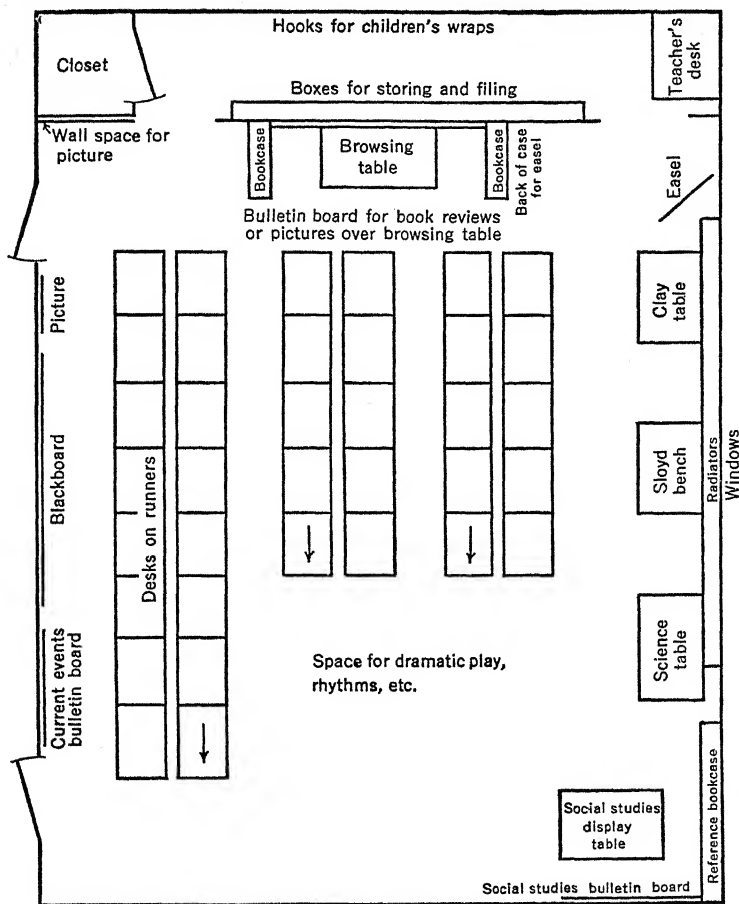 Hooks for children's wraps
Teacher's
desk
Closet
Boxes for storing and filing
Wall space for
picture
Bookcase
Browsing
table
Bookcase
Back of case
for easel
Easel
Bulletin board for book reviews
or pictures over browsing table
Picture
Clay
table
Blackboard
Desks on runners
Sloyd
bench
Radiators
Windows
Space for dramatic play,
rhythms, etc.
Science
table
Current events
bulletin board
Social studies
display
table
Reference bookcase
Social studies bulletin board